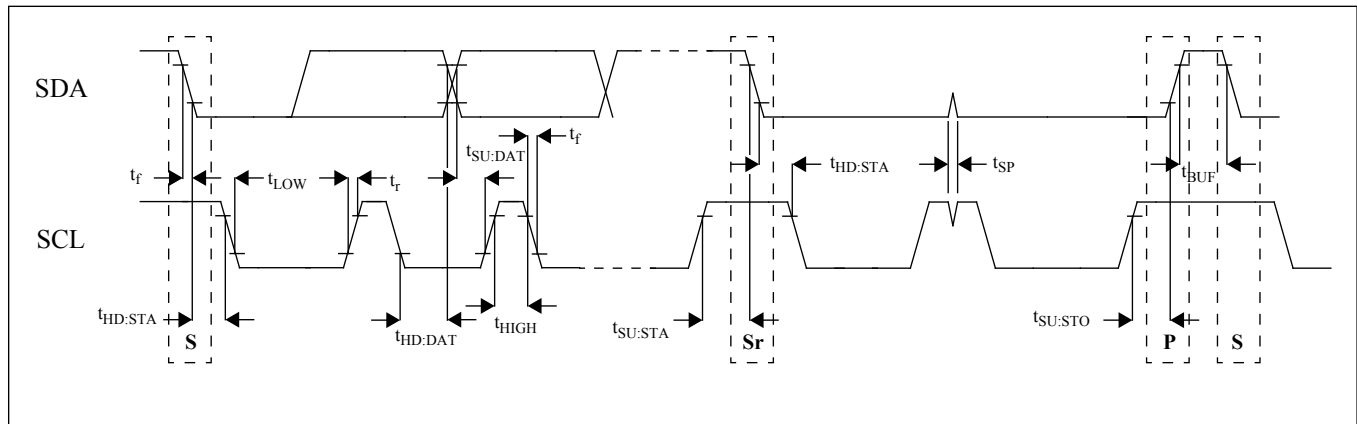 SDA
t_SU:DAT
t_f
t_f
t_LOW
t_r
t_HD:STA
t_SP
t_BUF
SCL
t_HD:STA
t_HD:DAT
t_HIGH
t_SU:STA
t_SU:STO
S
Sr
P
S